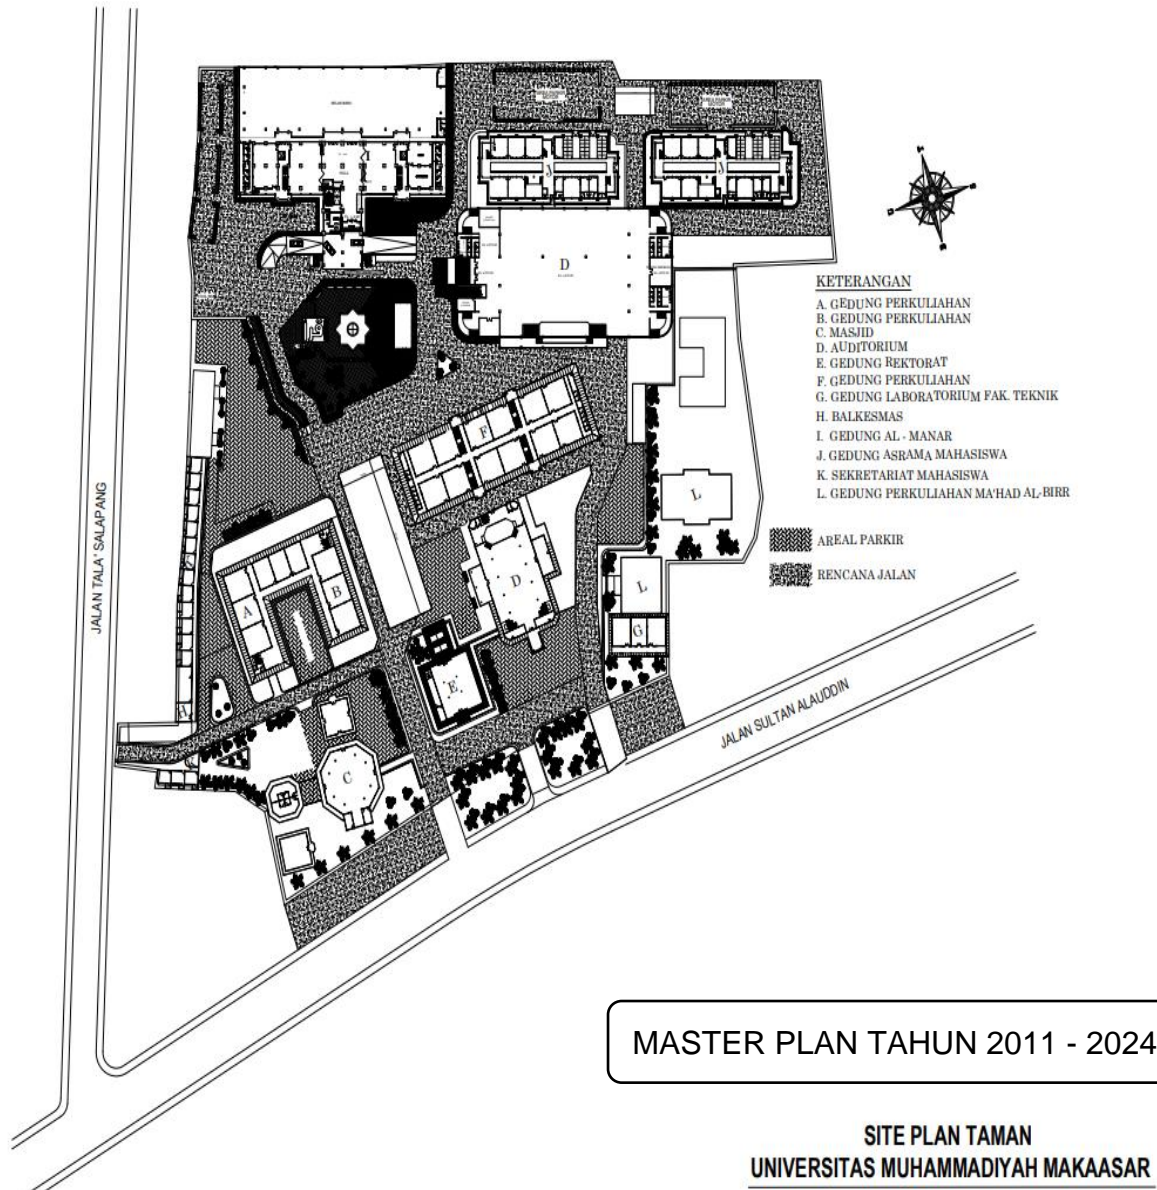 J
J
D
KETERANGAN
A. GEDUNG PERKULIAHAN
B. GEDUNG PERKULIAHAN
C. MASJID
D. AUDITORIUM
E. GEDUNG REKTORAT
F. GEDUNG PERKULIAHAN
G. GEDUNG LABORATORIUM FAK. TEKNIK
H. BALKESMAS
I. GEDUNG AL - MANAR
J. GEDUNG ASRAMA MAHASISWA
K. SEKRETARIAT MAHASISWA
L. GEDUNG PERKULIAHAN MA'HAD AL-BIRR
AREAL PARKIR
RENCANA JALAN
F
L
JALAN TALA' SALAPANG
A
B
D
L
G
E
C
JALAN SULTAN ALAUDDIN
MASTER PLAN TAHUN 2011 - 2024
SITE PLAN TAMAN
UNIVERSITAS MUHAMMADIYAH MAKAASAR